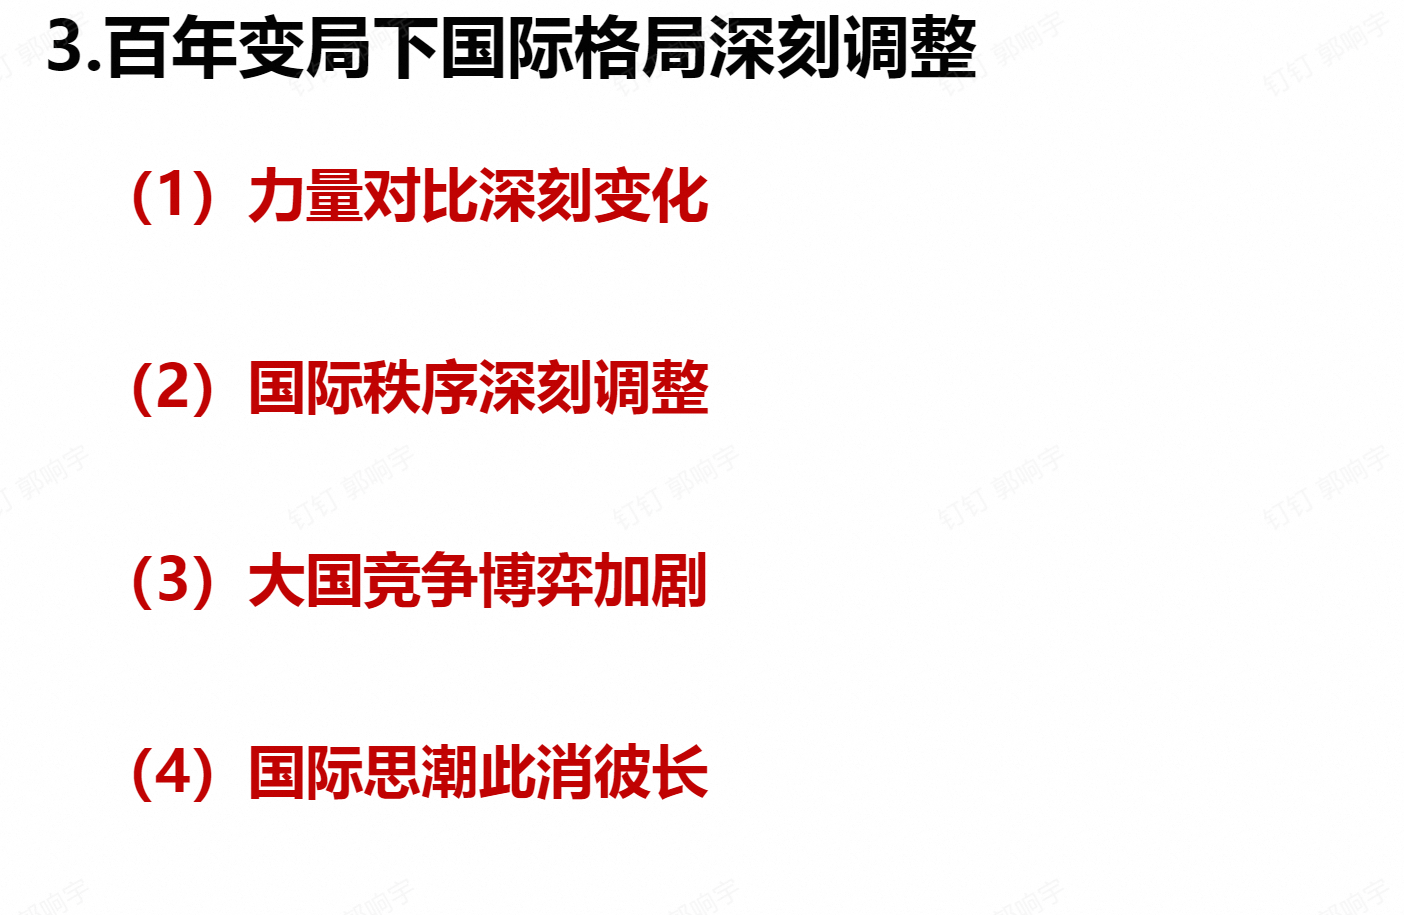 3.百年变局下国际格局深刻调整
（1）力量对比深刻变化
（2）国际秩序深刻调整
（3）大国竞争博弈加剧
（4）国际思潮此消彼长
钉钉 郭响宇